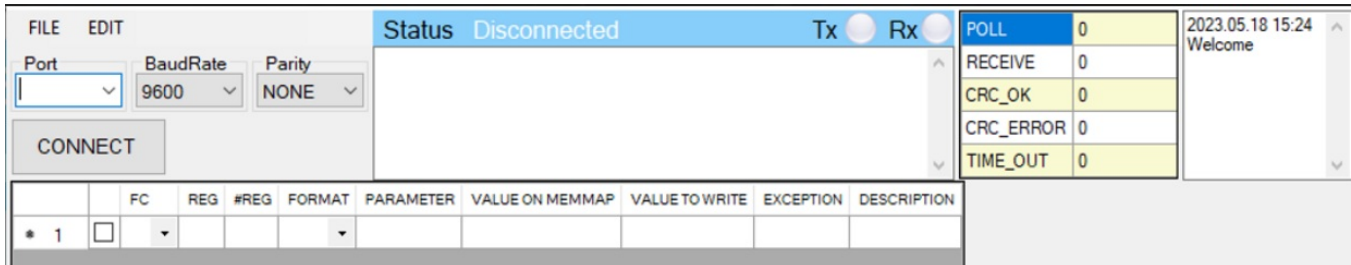 FILE EDIT
Status Disconnected Tx Rx
Port BaudRate Parity
9600 NONE
CONNECT
POLL 0
RECEIVE 0
CRC_OK 0
CRC_ERROR 0
TIME_OUT 0
2023.05.18 15:24
Welcome
FC REG #REG FORMAT PARAMETER VALUE ON MEMMAP VALUE TO WRITE EXCEPTION DESCRIPTION
* 1